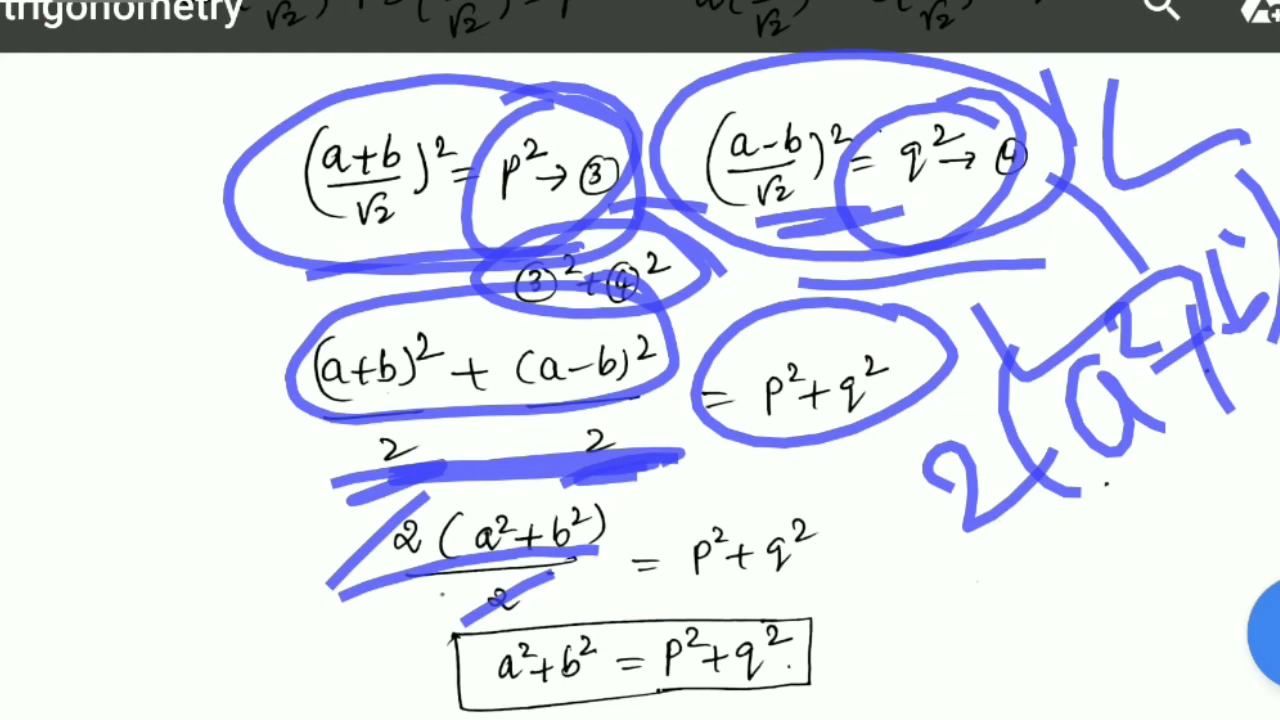 trigonometry
((a+b)/√2)² = p² → ③ ((a-b)/√2)² = q² → ④
③² + ④²
(a+b)²/2 + (a-b)²/2 = p²+q²
2(a²+
2(a²+b²)/2 = p²+q²
a²+b² = p²+q².